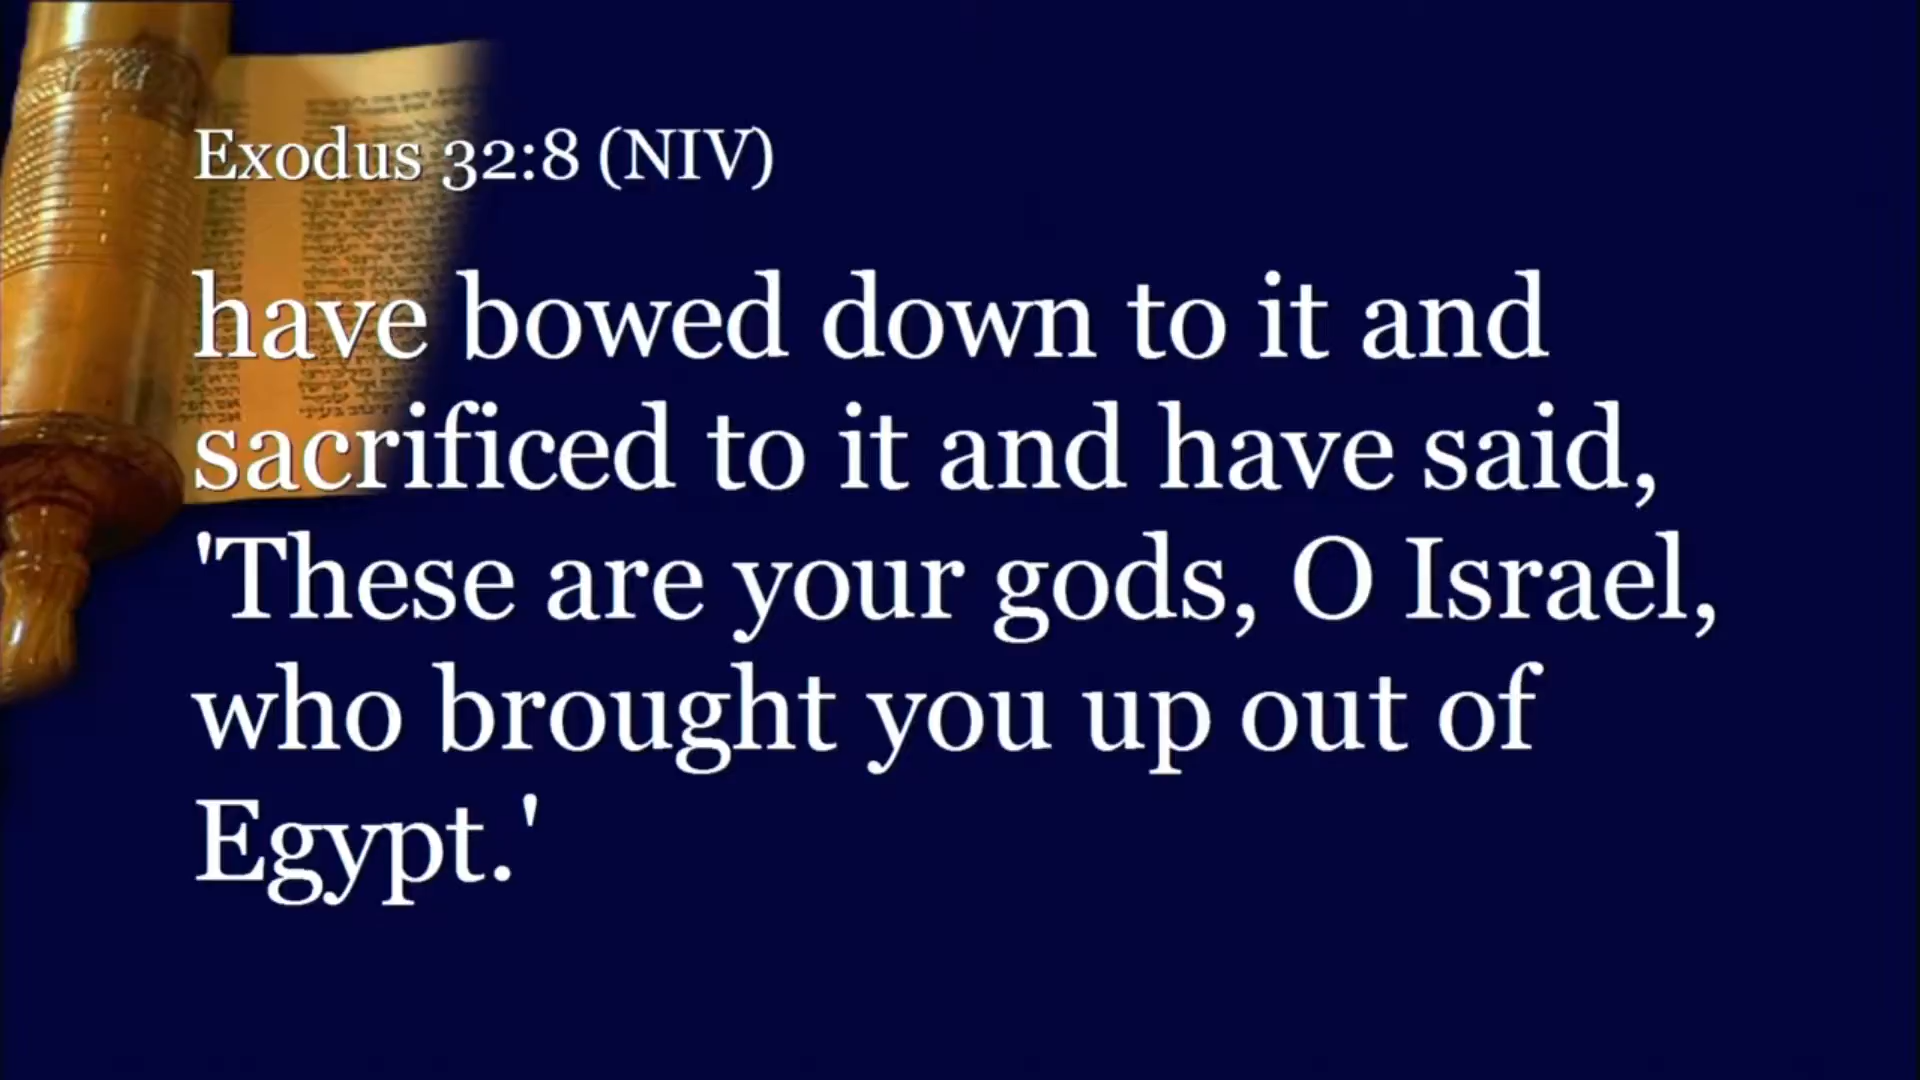 Exodus 32:8 (NIV)
have bowed down to it and
sacrificed to it and have said,
'These are your gods, O Israel,
who brought you up out of
Egypt.'